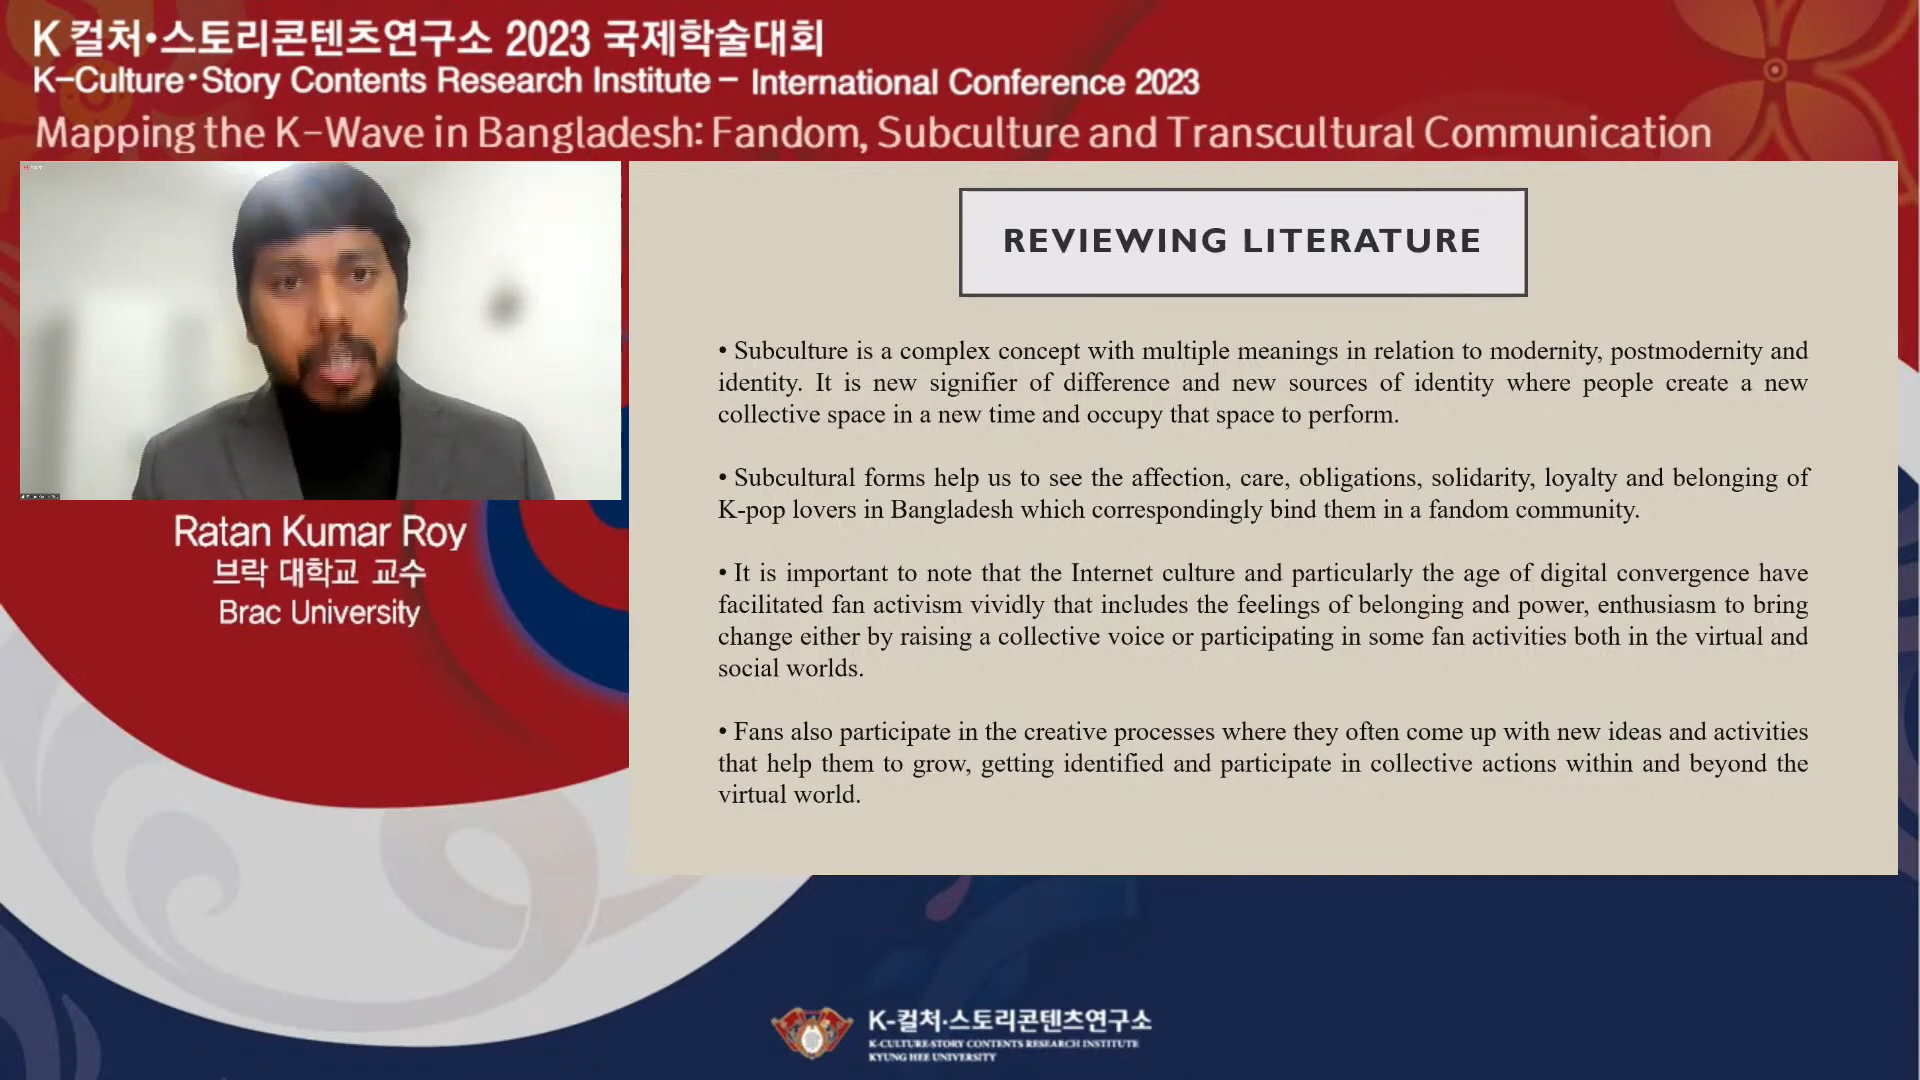 K 컬처•스토리콘텐츠연구소 2023 국제학술대회
K-Culture•Story Contents Research Institute - International Conference 2023
Mapping the K-Wave in Bangladesh: Fandom, Subculture and Transcultural Communication
Ratan Kumar Roy
브락 대학교 교수
Brac University
REVIEWING LITERATURE
• Subculture is a complex concept with multiple meanings in relation to modernity, postmodernity and
identity. It is new signifier of difference and new sources of identity where people create a new
collective space in a new time and occupy that space to perform.
• Subcultural forms help us to see the affection, care, obligations, solidarity, loyalty and belonging of
K-pop lovers in Bangladesh which correspondingly bind them in a fandom community.
• It is important to note that the Internet culture and particularly the age of digital convergence have
facilitated fan activism vividly that includes the feelings of belonging and power, enthusiasm to bring
change either by raising a collective voice or participating in some fan activities both in the virtual and
social worlds.
• Fans also participate in the creative processes where they often come up with new ideas and activities
that help them to grow, getting identified and participate in collective actions within and beyond the
virtual world.
K-컬처•스토리콘텐츠연구소
K-CULTURE•STORY CONTENTS RESEARCH INSTITUTE
KYUNG HEE UNIVERSITY